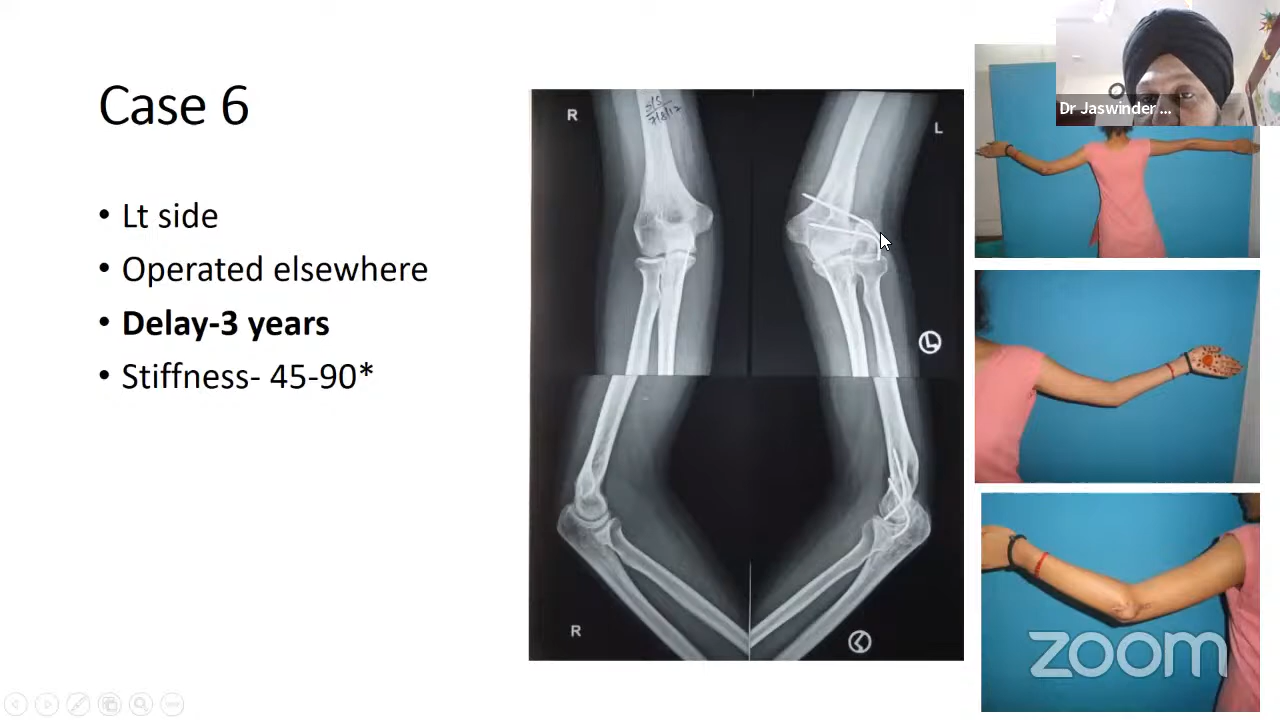 Case 6
• Lt side
• Operated elsewhere
• Delay-3 years
• Stiffness- 45-90*
R
L
L
R
Dr Jaswinder ...
zoom